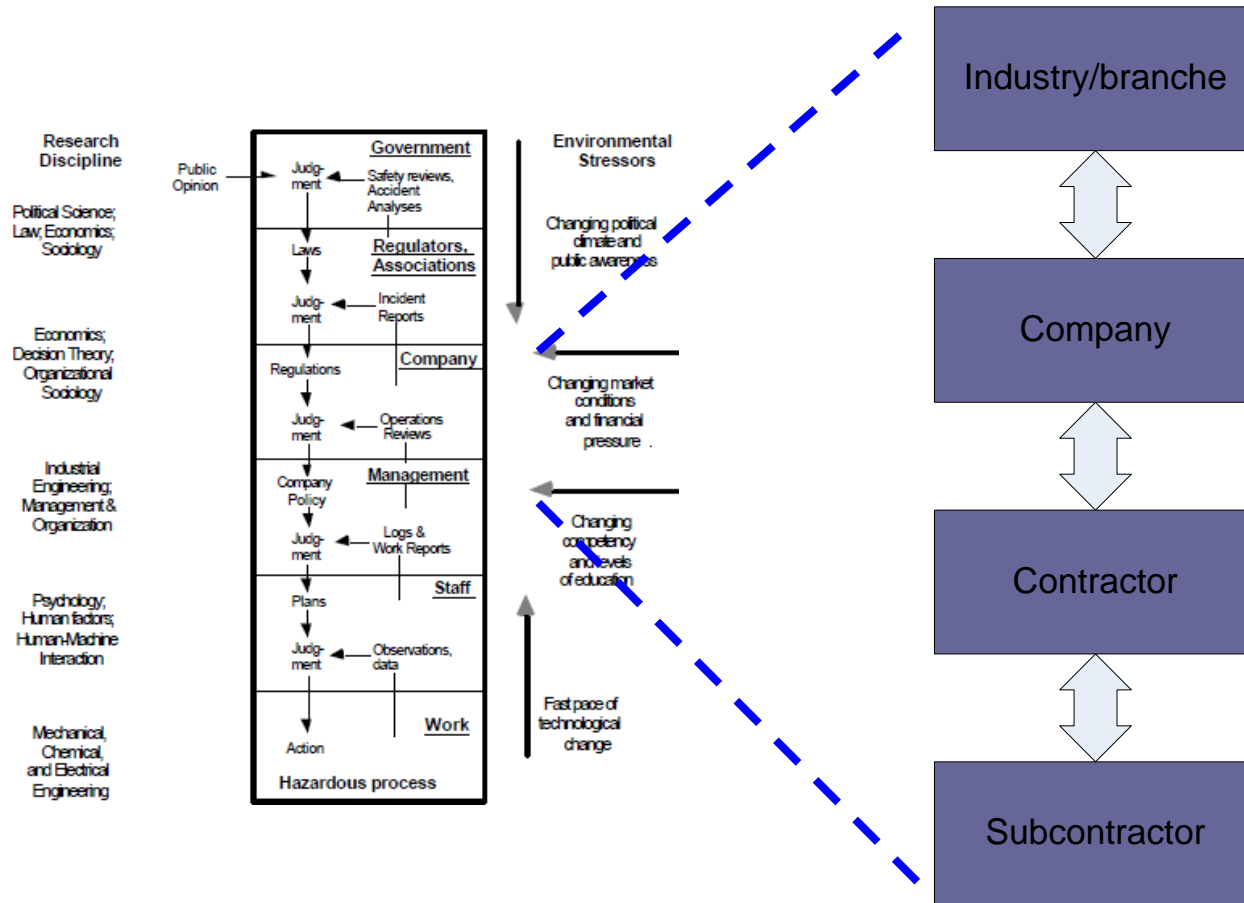 Research
Discipline
Political Science;
Law; Economics;
Sociology
Economics;
Decision Theory;
Organizational
Sociology
Industrial
Engineering;
Management &
Organization
Psychology;
Human factors;
Human-Machine
Interaction
Mechanical,
Chemical,
and Electrical
Engineering
Public
Opinion
Government
Judg-
ment
Safety reviews,
Accident
Analyses
Laws
Regulators,
Associations
Judg-
ment
Incident
Reports
Company
Regulations
Judg-
ment
Operations
Reviews
Management
Company
Policy
Judg-
ment
Logs &
Work Reports
Staff
Plans
Judg-
ment
Observations,
data
Work
Action
Hazardous process
Environmental
Stressors
Changing political
climate and
public awareness
Changing market
conditions
and financial
pressure .
Changing
competency
and levels
of education
Fast pace of
technological
change
Industry/branche
Company
Contractor
Subcontractor